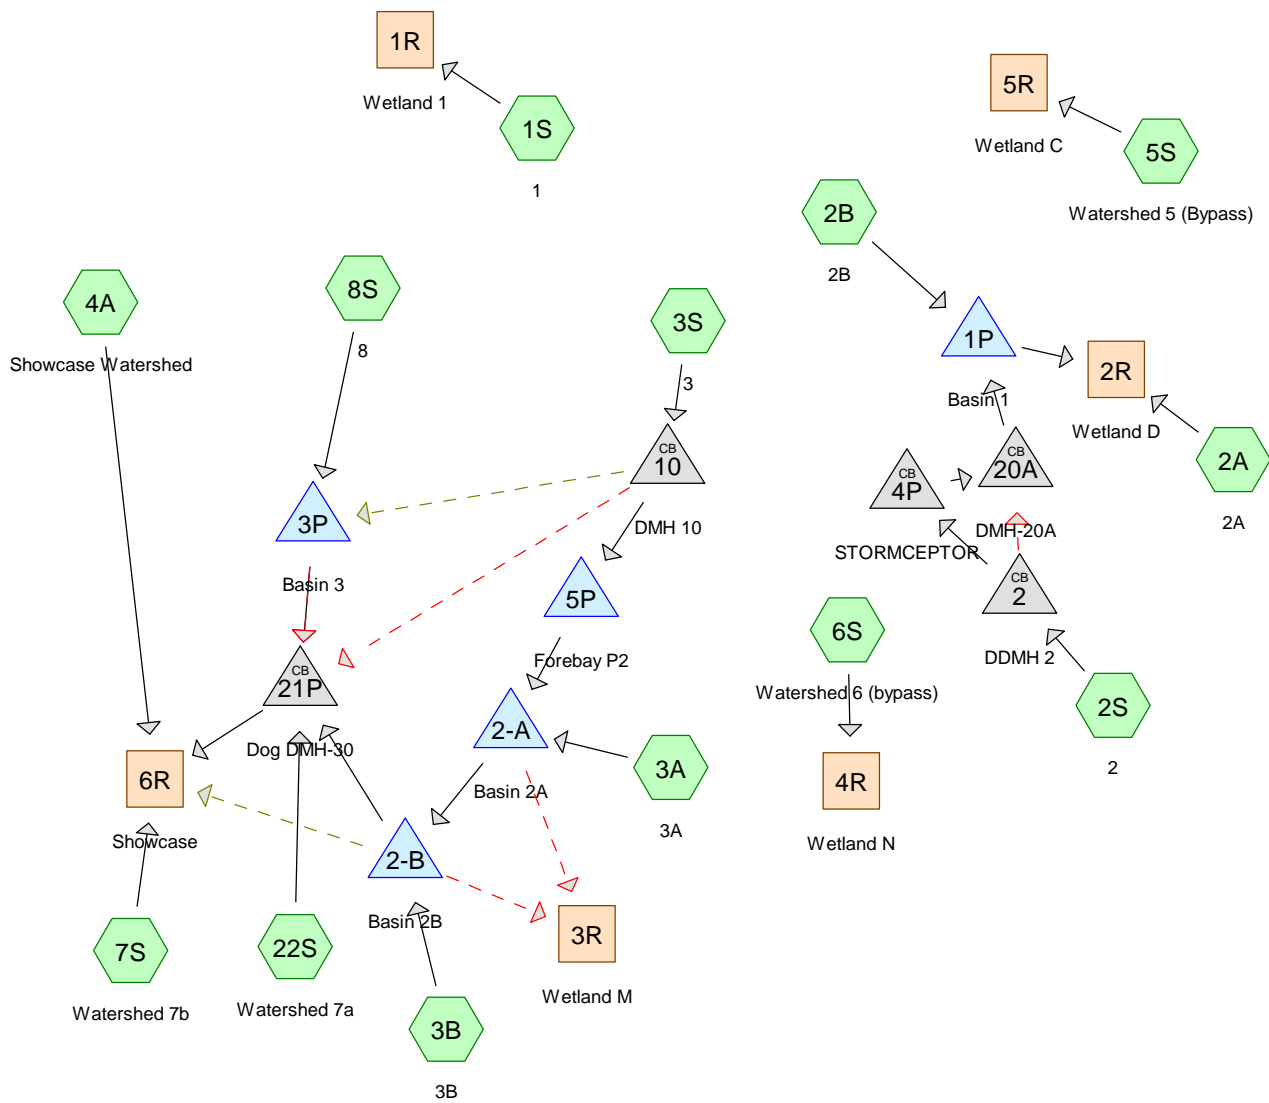 1R
Wetland 1
1S
1
5R
Wetland C
5S
Watershed 5 (Bypass)
2B
2B
4A
Showcase Watershed
8S
8
3S
3
1P
Basin 1
2R
Wetland D
2A
2A
CB
10
DMH 10
CB
4P
STORMCEPTOR
CB
20A
DMH-20A
3P
Basin 3
5P
Forebay P2
CB
2
DDMH 2
6S
Watershed 6 (bypass)
2S
2
CB
21P
Dog DMH-30
2-A
Basin 2A
3A
3A
6R
Showcase
4R
Wetland N
2-B
Basin 2B
3R
Wetland M
7S
Watershed 7b
22S
Watershed 7a
3B
3B